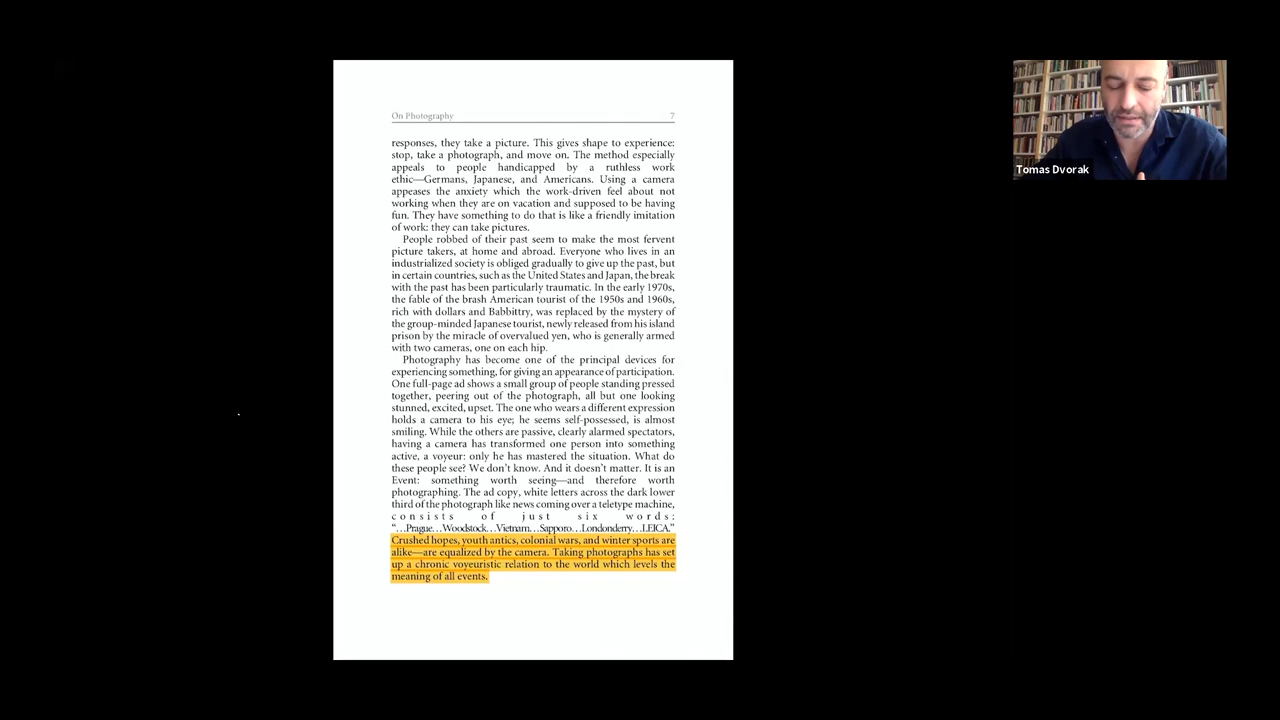 On Photography 7
responses, they take a picture. This gives shape to experience:
stop, take a photograph, and move on. The method especially
appeals to people handicapped by a ruthless work
ethic—Germans, Japanese, and Americans. Using a camera
appeases the anxiety which the work-driven feel about not
working when they are on vacation and supposed to be having
fun. They have something to do that is like a friendly imitation
of work: they can take pictures.
People robbed of their past seem to make the most fervent
picture takers, at home and abroad. Everyone who lives in an
industrialized society is obliged gradually to give up the past, but
in certain countries, such as the United States and Japan, the break
with the past has been particularly traumatic. In the early 1970s,
the fable of the brash American tourist of the 1950s and 1960s,
rich with dollars and Babbittry, was replaced by the mystery of
the group-minded Japanese tourist, newly released from his island
prison by the miracle of overvalued yen, who is generally armed
with two cameras, one on each hip.
Photography has become one of the principal devices for
experiencing something, for giving an appearance of participation.
One full-page ad shows a small group of people standing pressed
together, peering out of the photograph, all but one looking
stunned, excited, upset. The one who wears a different expression
holds a camera to his eye; he seems self-possessed, is almost
smiling. While the others are passive, clearly alarmed spectators,
having a camera has transformed one person into something
active, a voyeur: only he has mastered the situation. What do
these people see? We don't know. And it doesn't matter. It is an
Event: something worth seeing—and therefore worth
photographing. The ad copy, white letters across the dark lower
third of the photograph like news coming over a teletype machine,
consists of just six words:
“…Prague…Woodstock…Vietnam…Sapporo…Londonderry…LEICA.”
Crushed hopes, youth antics, colonial wars, and winter sports are
alike—are equalized by the camera. Taking photographs has set
up a chronic voyeuristic relation to the world which levels the
meaning of all events.
Tomas Dvorak